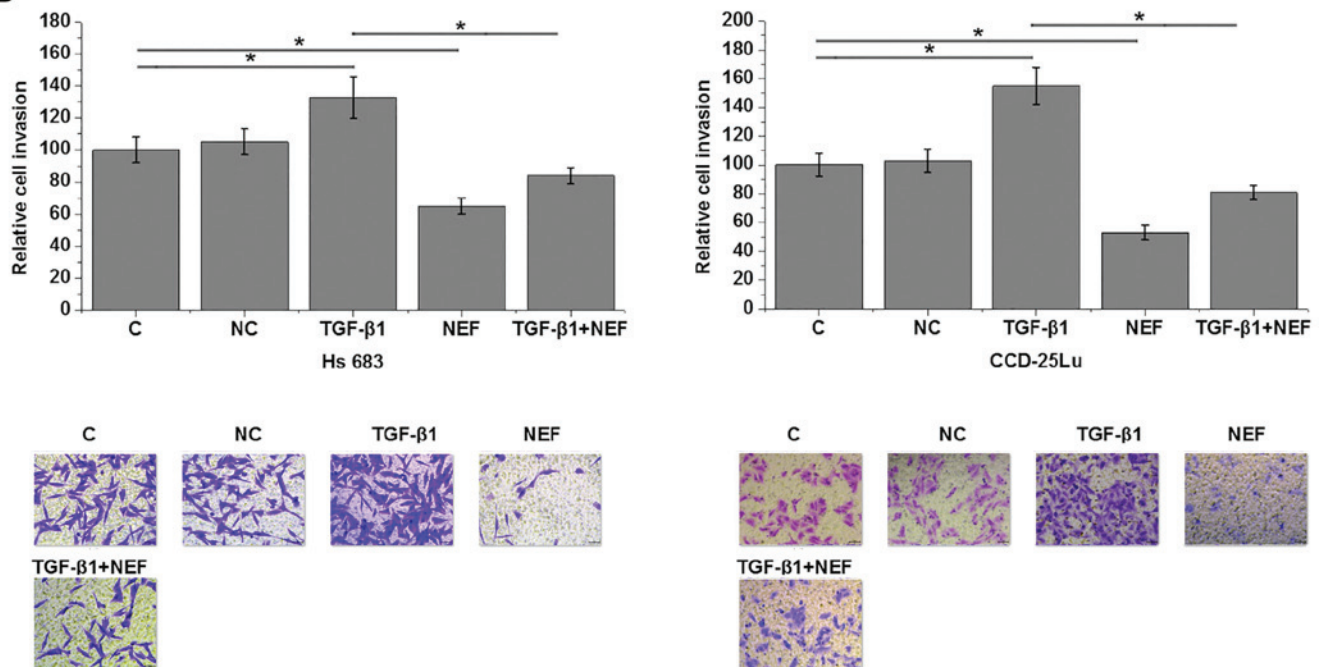 180
160
140
120
100
80
60
40
20
0
Relative cell invasion
* * *
C NC TGF-β1 NEF TGF-β1+NEF
Hs 683
200
180
160
140
120
100
80
60
40
20
0
Relative cell invasion
* * *
C NC TGF-β1 NEF TGF-β1+NEF
CCD-25Lu
C NC TGF-β1 NEF
TGF-β1+NEF
C NC TGF-β1 NEF
TGF-β1+NEF